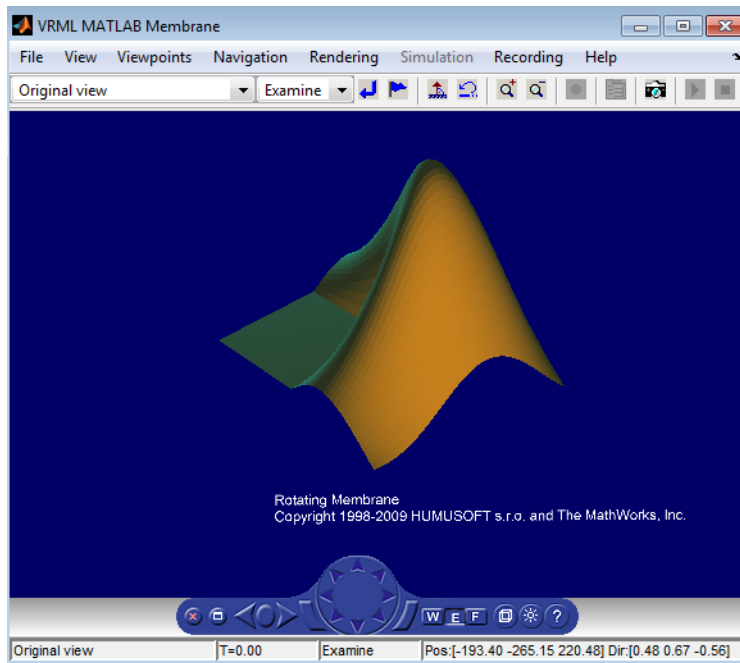 VRML MATLAB Membrane
File View Viewpoints Navigation Rendering Simulation Recording Help
Original view Examine
Rotating Membrane
Copyright 1998-2009 HUMUSOFT s.r.o. and The MathWorks, Inc.
W E F ?
Original view T=0.00 Examine Pos:[-193.40 -265.15 220.48] Dir:[0.48 0.67 -0.56]